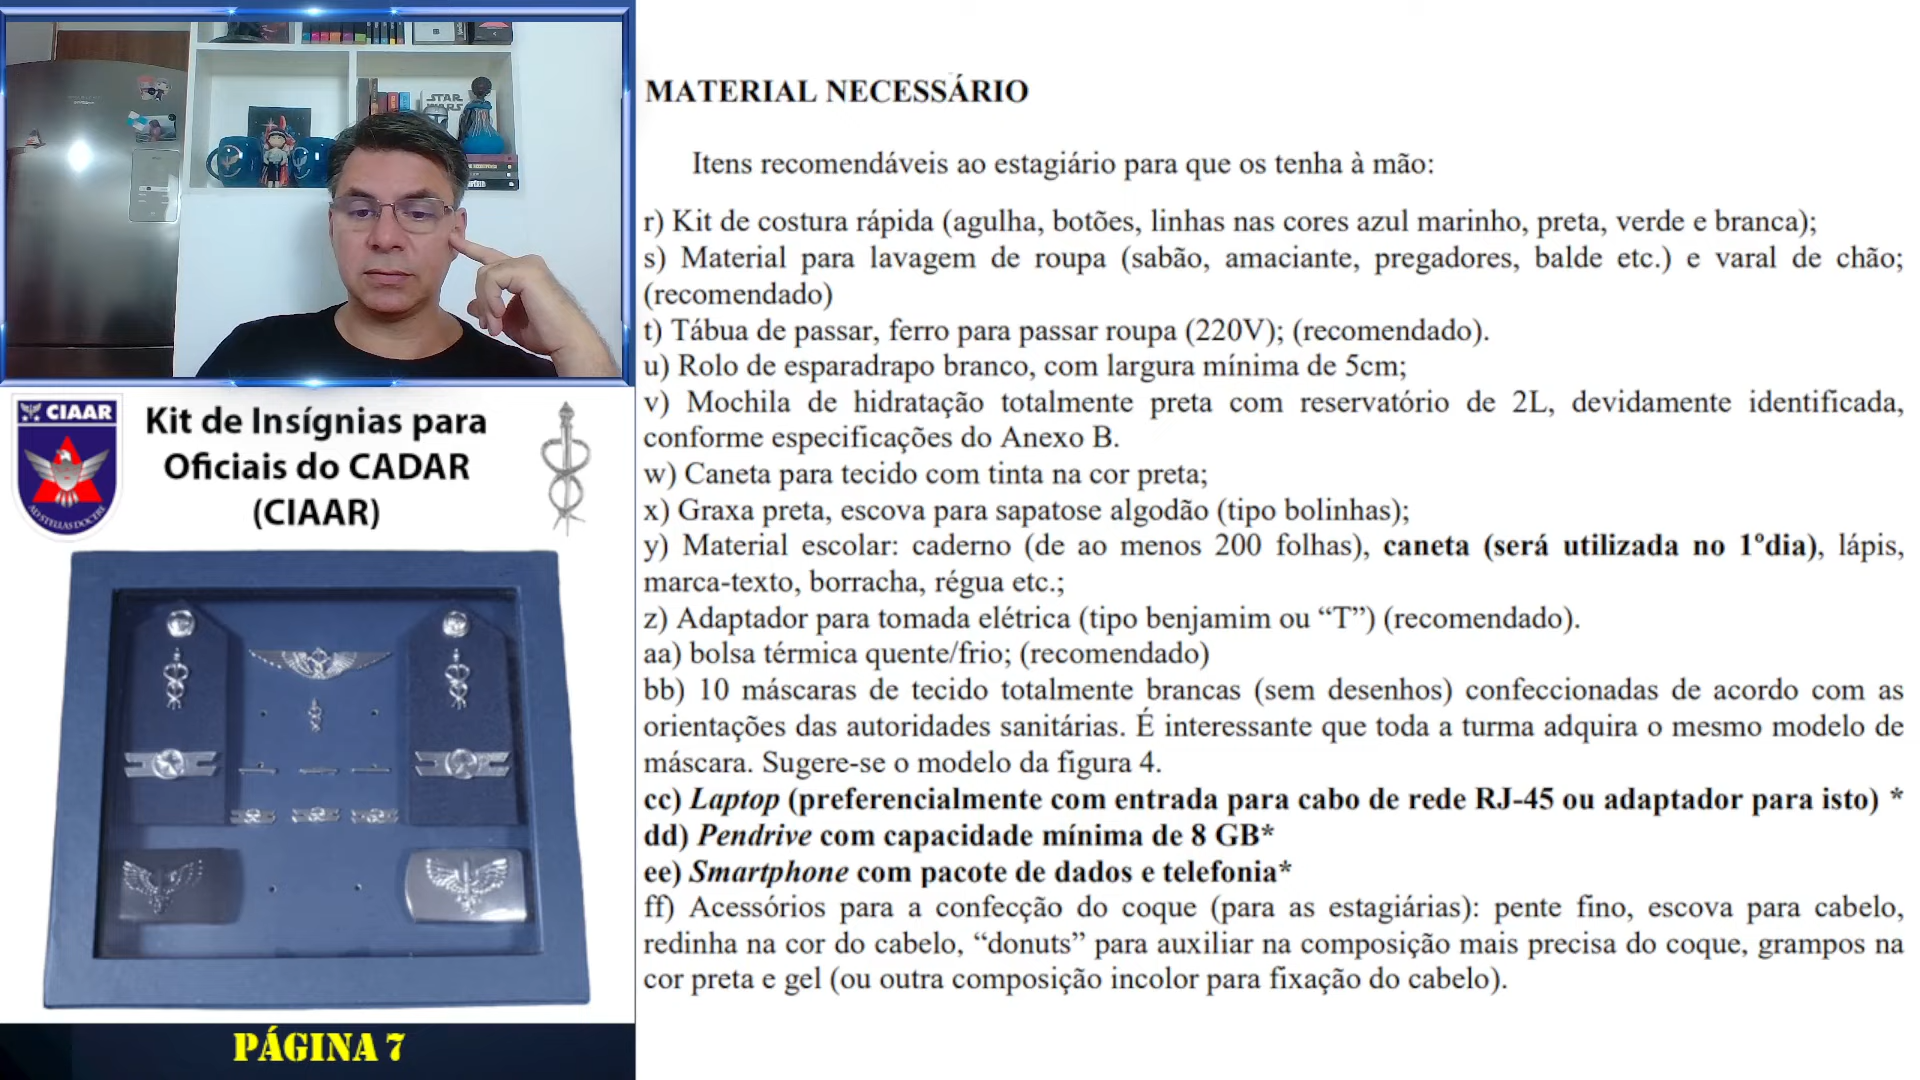 STAR
WARS
CIAAR
AD STELLAS DOCERE
Kit de Insígnias para
Oficiais do CADAR
(CIAAR)
PÁGINA 7
MATERIAL NECESSÁRIO
Itens recomendáveis ao estagiário para que os tenha à mão:
r) Kit de costura rápida (agulha, botões, linhas nas cores azul marinho, preta, verde e branca);
s) Material para lavagem de roupa (sabão, amaciante, pregadores, balde etc.) e varal de chão;
(recomendado)
t) Tábua de passar, ferro para passar roupa (220V); (recomendado).
u) Rolo de esparadrapo branco, com largura mínima de 5cm;
v) Mochila de hidratação totalmente preta com reservatório de 2L, devidamente identificada,
conforme especificações do Anexo B.
w) Caneta para tecido com tinta na cor preta;
x) Graxa preta, escova para sapatose algodão (tipo bolinhas);
y) Material escolar: caderno (de ao menos 200 folhas), caneta (será utilizada no 1ºdia), lápis,
marca-texto, borracha, régua etc.;
z) Adaptador para tomada elétrica (tipo benjamim ou “T”) (recomendado).
aa) bolsa térmica quente/frio; (recomendado)
bb) 10 máscaras de tecido totalmente brancas (sem desenhos) confeccionadas de acordo com as
orientações das autoridades sanitárias. É interessante que toda a turma adquira o mesmo modelo de
máscara. Sugere-se o modelo da figura 4.
cc) Laptop (preferencialmente com entrada para cabo de rede RJ-45 ou adaptador para isto) *
dd) Pendrive com capacidade mínima de 8 GB*
ee) Smartphone com pacote de dados e telefonia*
ff) Acessórios para a confecção do coque (para as estagiárias): pente fino, escova para cabelo,
redinha na cor do cabelo, “donuts” para auxiliar na composição mais precisa do coque, grampos na
cor preta e gel (ou outra composição incolor para fixação do cabelo).